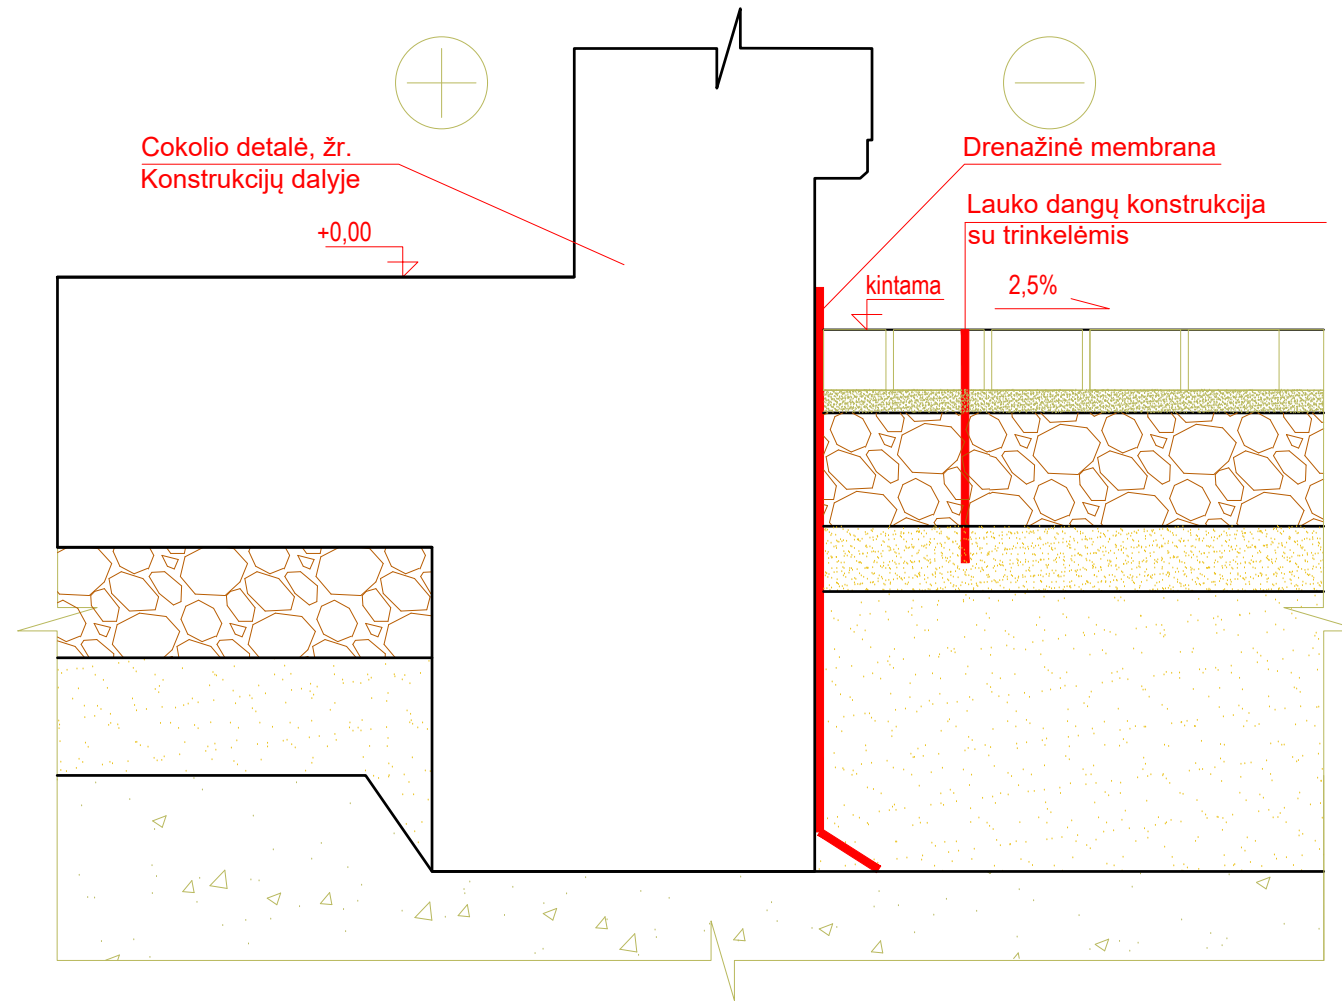 Cokolio detalė, žr.
Konstrukcijų dalyje
+0,00
Drenažinė membrana
Lauko dangų konstrukcija
su trinkelėmis
kintama
2,5%